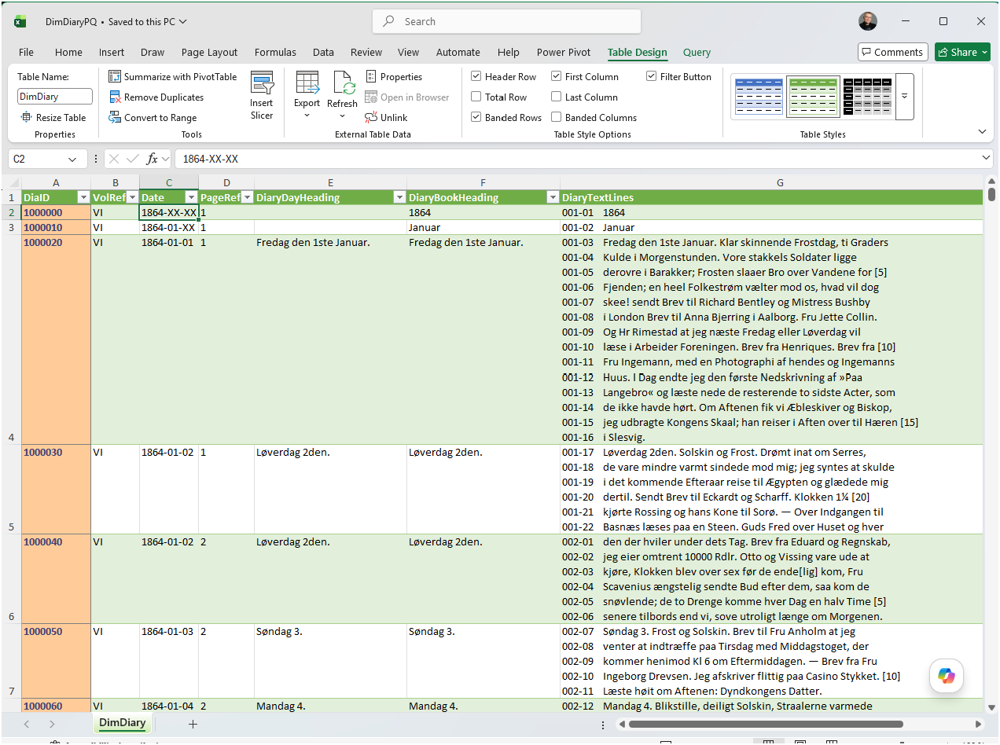 DimDiaryPQ • Saved to this PC
Search
File Home Insert Draw Page Layout Formulas Data Review View Automate Help Power Pivot Table Design Query Comments Share
Table Name:
DimDiary
Resize Table
Properties
Summarize with PivotTable
Remove Duplicates
Convert to Range
Tools
Insert
Slicer
Export
Refresh
Properties
Open in Browser
Unlink
External Table Data
Header Row
Total Row
Banded Rows
First Column
Last Column
Banded Columns
Filter Button
Table Style Options
Table Styles
C2 fx 1864-XX-XX
A B C D E F G
1 DiaID VolRef Date PageRef DiaryDayHeading DiaryBookHeading DiaryTextLines
2 1000000 VI 1864-XX-XX 1 1864 001-01 1864
3 1000010 VI 1864-01-XX 1 Januar 001-02 Januar
1000020 VI 1864-01-01 1 Fredag den 1ste Januar. Fredag den 1ste Januar. 001-03 Fredag den 1ste Januar. Klar skinnende Frostdag, ti Graders
001-04 Kulde i Morgenstunden. Vore stakkels Soldater ligge
001-05 derovre i Barakker; Frosten slaaer Bro over Vandene for [5]
001-06 Fjenden; en heel Folkestrøm vælter mod os, hvad vil dog
001-07 skee! sendt Brev til Richard Bentley og Mistress Bushby
001-08 i London Brev til Anna Bjerring i Aalborg. Fru Jette Collin.
001-09 Og Hr Rimestad at jeg næste Fredag eller Løverdag vil
001-10 læse i Arbeider Foreningen. Brev fra Henriques. Brev fra [10]
001-11 Fru Ingemann, med en Photographi af hendes og Ingemanns
001-12 Huus. I Dag endte jeg den første Nedskrivning af »Paa
001-13 Langebro« og læste nede de resterende to sidste Acter, som
001-14 de ikke havde hørt. Om Aftenen fik vi Æbleskiver og Biskop,
001-15 jeg udbragte Kongens Skaal; han reiser i Aften over til Hæren [15]
4 001-16 i Slesvig.
1000030 VI 1864-01-02 1 Løverdag 2den. Løverdag 2den. 001-17 Løverdag 2den. Solskin og Frost. Drømt inat om Serres,
001-18 de vare mindre varmt sindede mod mig; jeg syntes at skulde
001-19 i det kommende Efteraar reise til Ægypten og glædede mig
001-20 dertil. Sendt Brev til Eckardt og Scharff. Klokken 1¼ [20]
001-21 kjørte Rossing og hans Kone til Sorø. — Over Indgangen til
5 001-22 Basnæs læses paa en Steen. Guds Fred over Huset og hver
1000040 VI 1864-01-02 2 Løverdag 2den. Løverdag 2den. 002-01 den der hviler under dets Tag. Brev fra Eduard og Regnskab,
002-02 jeg eier omtrent 10000 Rdlr. Otto og Vissing vare ude at
002-03 kjøre, Klokken blev over sex før de ende[lig] kom, Fru
002-04 Scavenius ængstelig sendte Bud efter dem, saa kom de
002-05 snøvlende; de to Drenge komme hver Dag en halv Time [5]
6 002-06 senere tilbords end vi, sove utroligt længe om Morgenen.
1000050 VI 1864-01-03 2 Søndag 3. Søndag 3. 002-07 Søndag 3. Frost og Solskin. Brev til Fru Anholm at jeg
002-08 venter at indtræffe paa Tirsdag med Middagstoget, der
002-09 kommer henimod Kl 6 om Eftermiddagen. — Brev fra Fru
002-10 Ingeborg Drevsen. Jeg afskriver flittig paa Casino Stykket. [10]
7 002-11 Læste høit om Aftenen: Dyndkongens Datter.
1000060 VI 1864-01-04 2 Mandag 4. Mandag 4. 002-12 Mandag 4. Blikstille, deiligt Solskin, Straalerne varmede
DimDiary